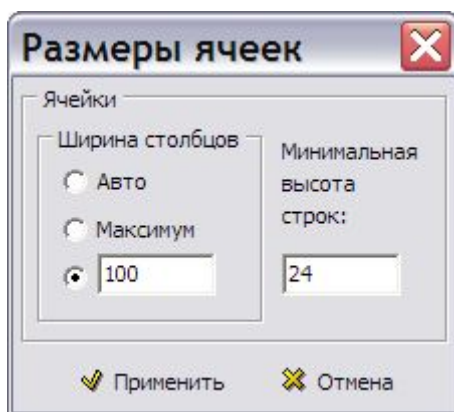 Размеры ячеек
Ячейки
Ширина столбцов
Авто
Максимум
100
Минимальная
высота
строк:
24
Применить
Отмена